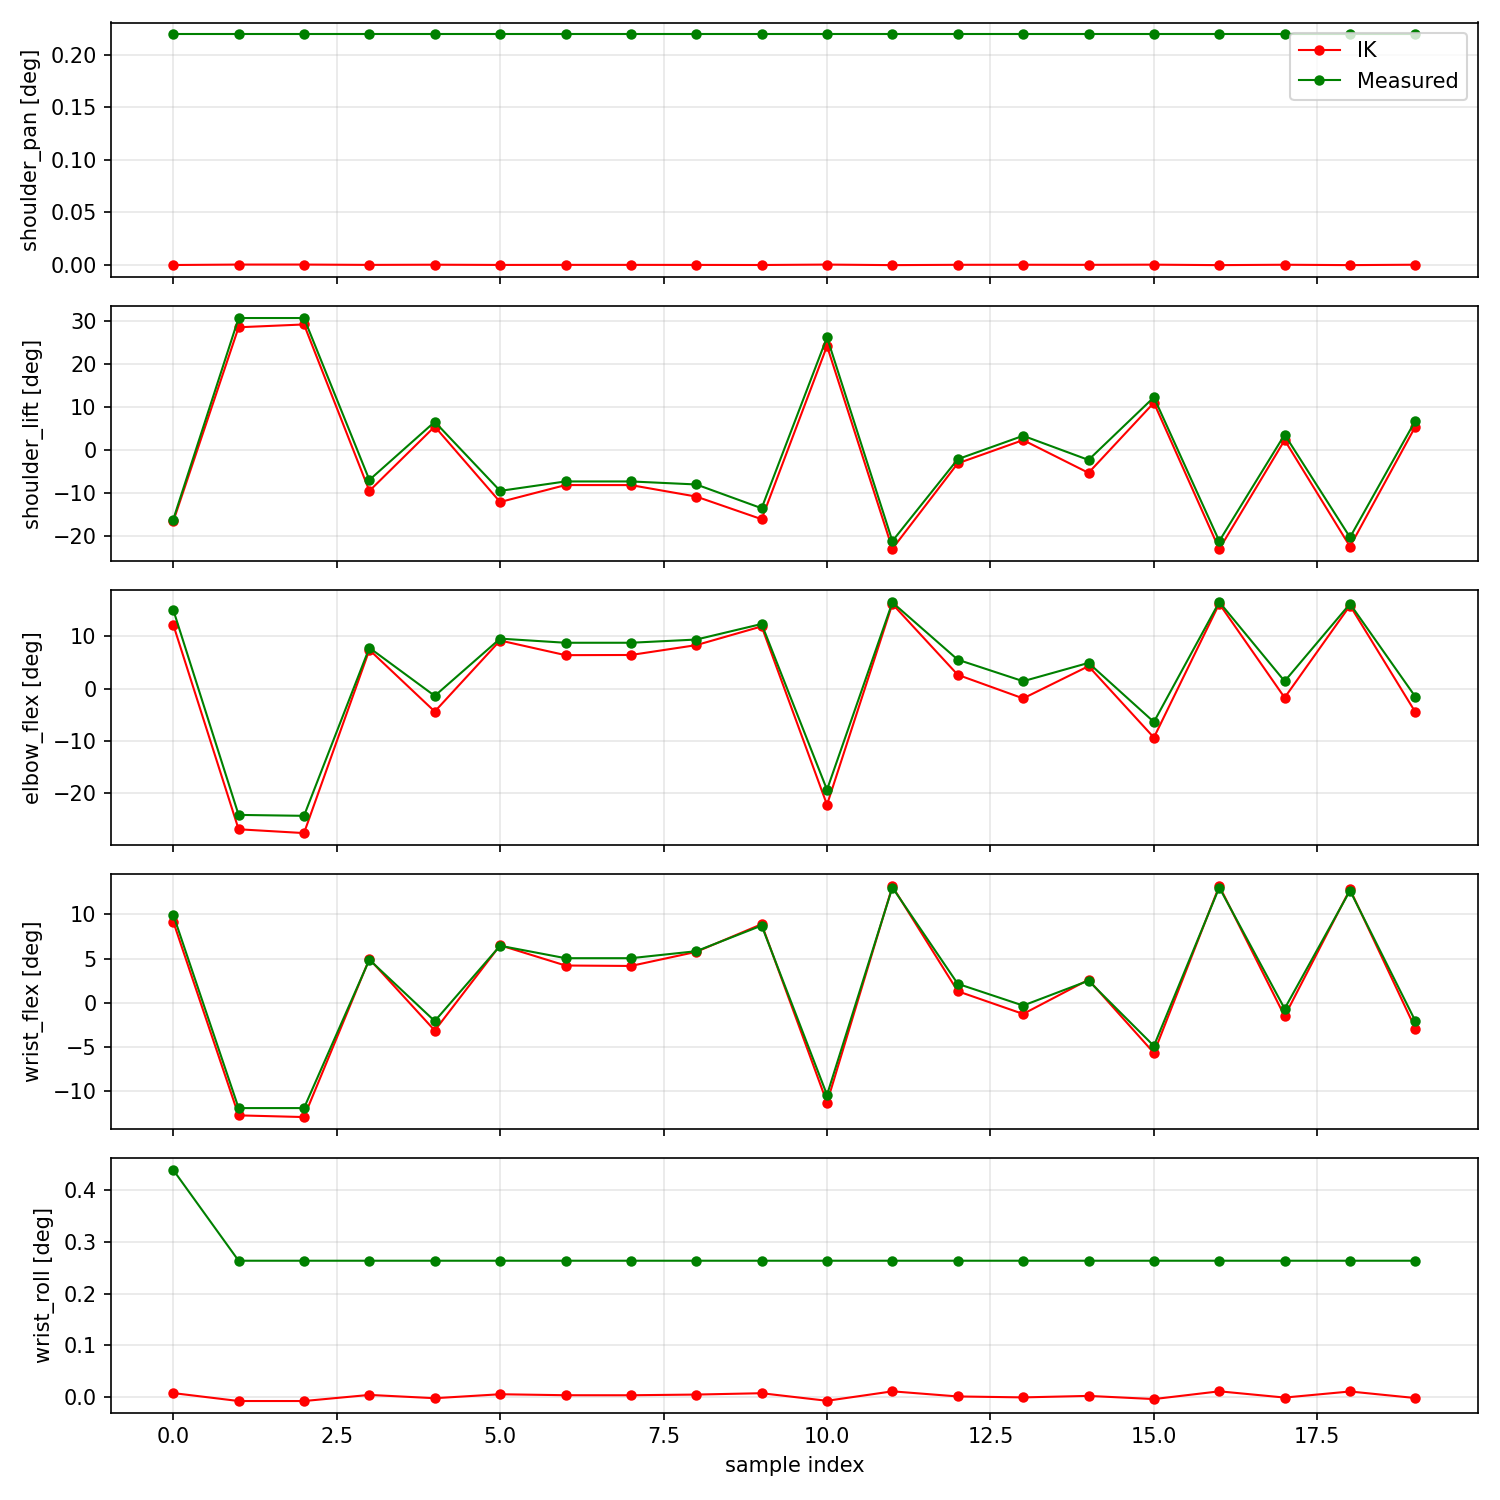 shoulder_pan [deg]
0.20
0.15
0.10
0.05
0.00
IK
Measured
shoulder_lift [deg]
30
20
10
0
−10
−20
elbow_flex [deg]
10
0
−10
−20
wrist_flex [deg]
10
5
0
−5
−10
wrist_roll [deg]
0.4
0.3
0.2
0.1
0.0
0.0 2.5 5.0 7.5 10.0 12.5 15.0 17.5
sample index